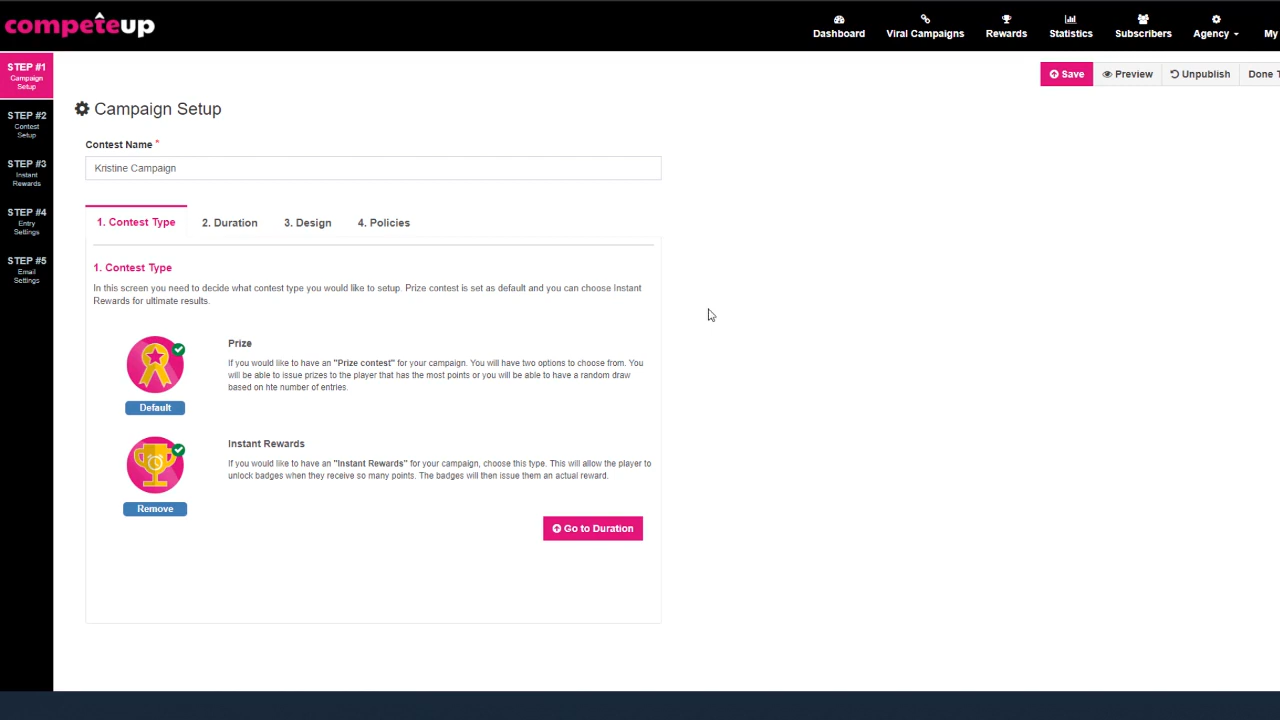 competeup
Dashboard
Viral Campaigns
Rewards
Statistics
Subscribers
Agency
My
STEP #1
Campaign
Setup
STEP #2
Contest
Setup
STEP #3
Instant
Rewards
STEP #4
Entry
Settings
STEP #5
Email
Settings
Save
Preview
Unpublish
Done T
Campaign Setup
Contest Name *
Kristine Campaign
1. Contest Type
2. Duration
3. Design
4. Policies
1. Contest Type
In this screen you need to decide what contest type you would like to setup. Prize contest is set as default and you can choose Instant
Rewards for ultimate results.
Prize
If you would like to have an "Prize contest" for your campaign. You will have two options to choose from. You
will be able to issue prizes to the player that has the most points or you will be able to have a random draw
based on hte number of entries.
Default
Instant Rewards
If you would like to have an "Instant Rewards" for your campaign, choose this type. This will allow the player to
unlock badges when they receive so many points. The badges will then issue them an actual reward.
Remove
Go to Duration